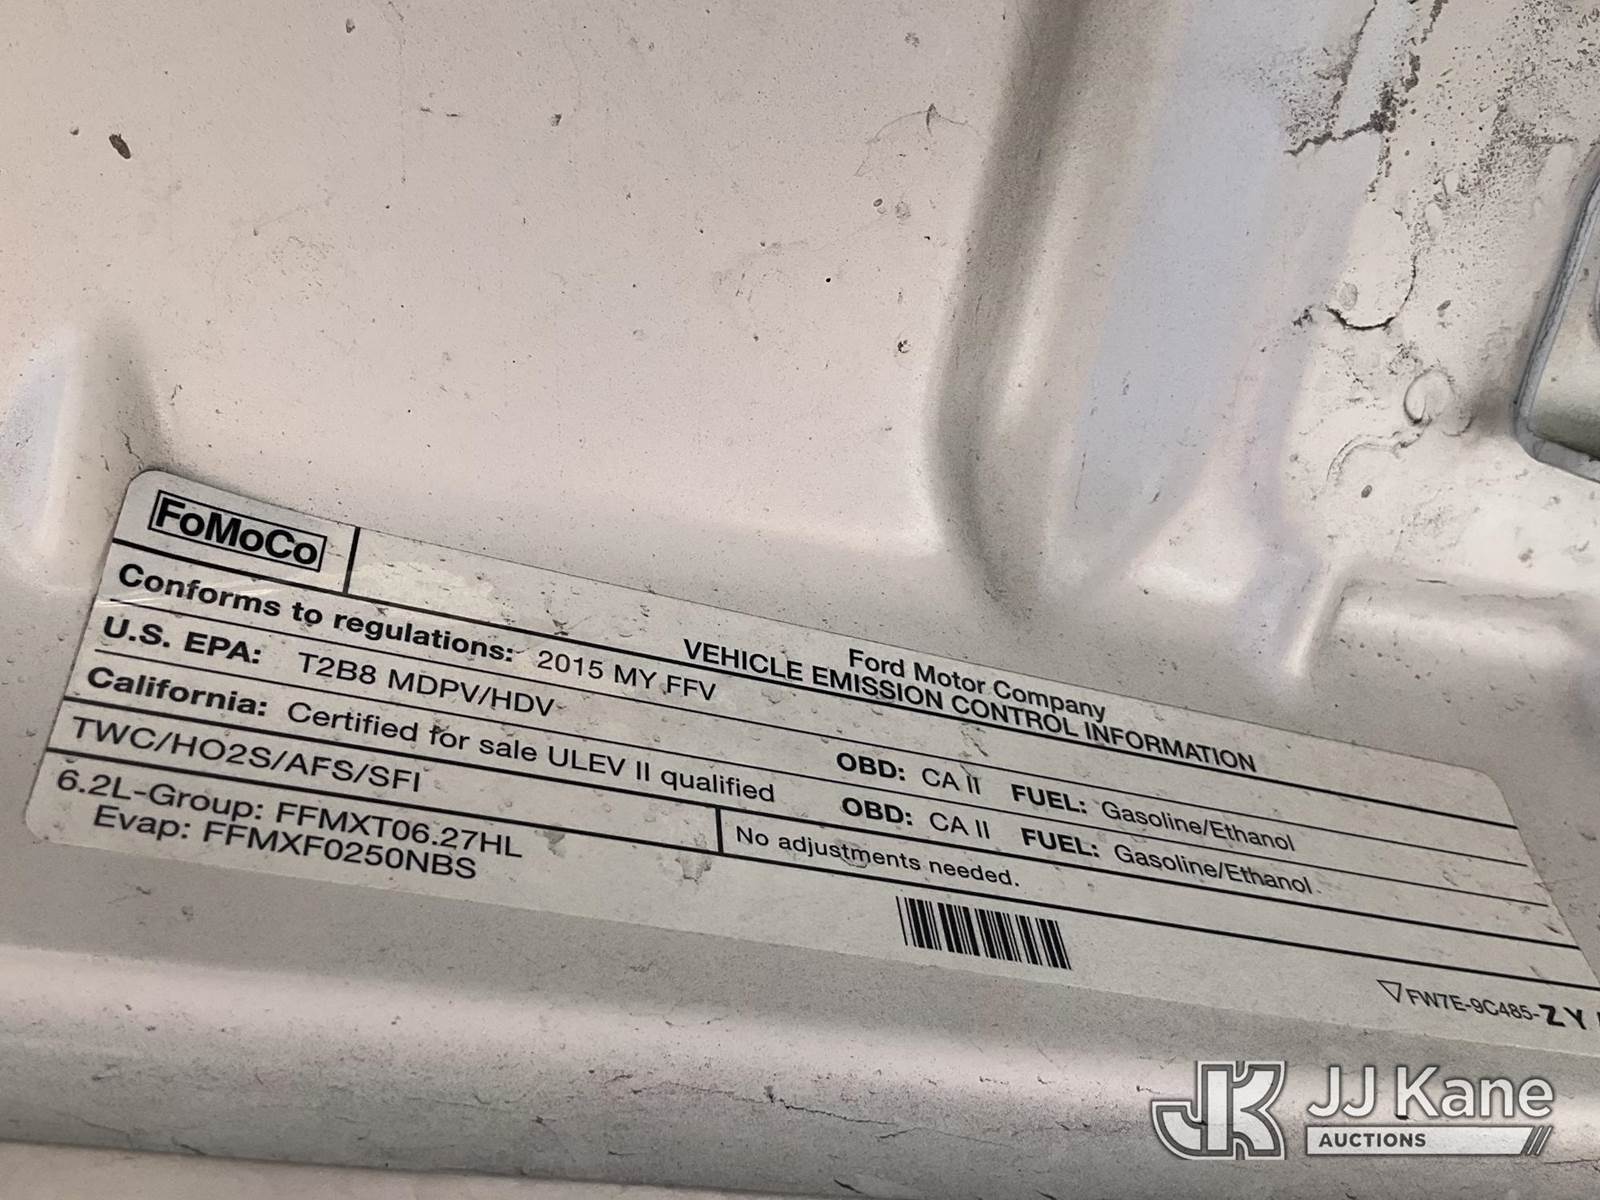 FoMoCo
Ford Motor Company
VEHICLE EMISSION CONTROL INFORMATION
Conforms to regulations: 2015 MY FFV
U.S. EPA: T2B8 MDPV/HDV OBD: CA II FUEL: Gasoline/Ethanol
California: Certified for sale ULEV II qualified OBD: CA II FUEL: Gasoline/Ethanol
TWC/HO2S/AFS/SFI No adjustments needed.
6.2L-Group: FFMXT06.27HL
Evap: FFMXF0250NBS
FW7E-9C485-ZY
JK JJ Kane
AUCTIONS